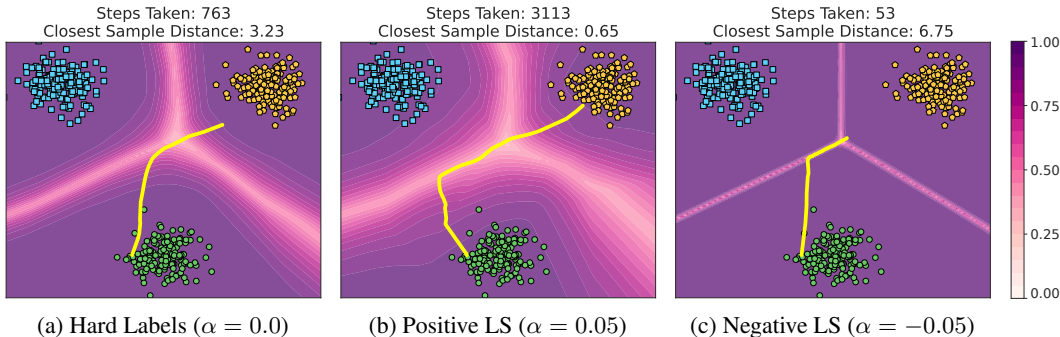 Steps Taken: 763
Closest Sample Distance: 3.23
Steps Taken: 3113
Closest Sample Distance: 0.65
Steps Taken: 53
Closest Sample Distance: 6.75
1.00
0.75
0.50
0.25
0.00
(a) Hard Labels (α = 0.0)
(b) Positive LS (α = 0.05)
(c) Negative LS (α = −0.05)